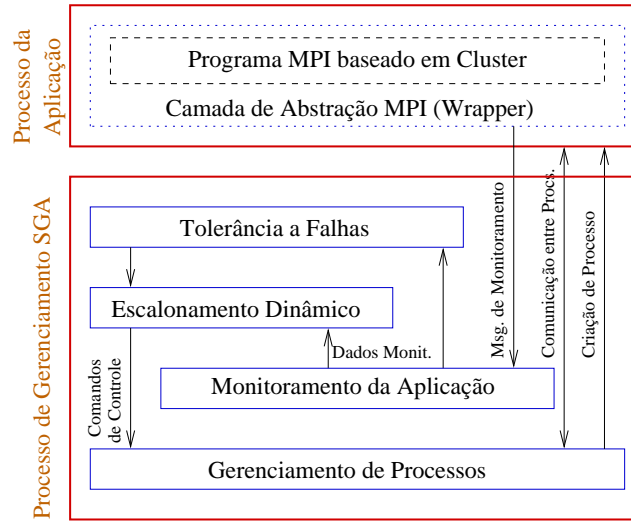 Processo da
Aplicação
Programa MPI baseado em Cluster
Camada de Abstração MPI (Wrapper)
Processo de Gerenciamento SGA
Tolerância a Falhas
Escalonamento Dinâmico
Dados Monit.
Monitoramento da Aplicação
Comandos
de Controle
Gerenciamento de Processos
Msg. de Monitoramento
Comunicação entre Procs.
Criação de Processo